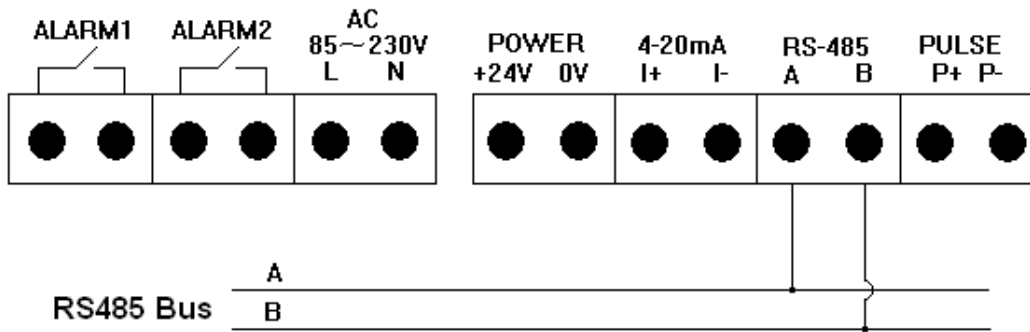 ALARM1 ALARM2 AC
85～230V
L N
POWER 4-20mA RS-485 PULSE
+24V 0V I+ I- A B P+ P-
A
RS485 Bus B